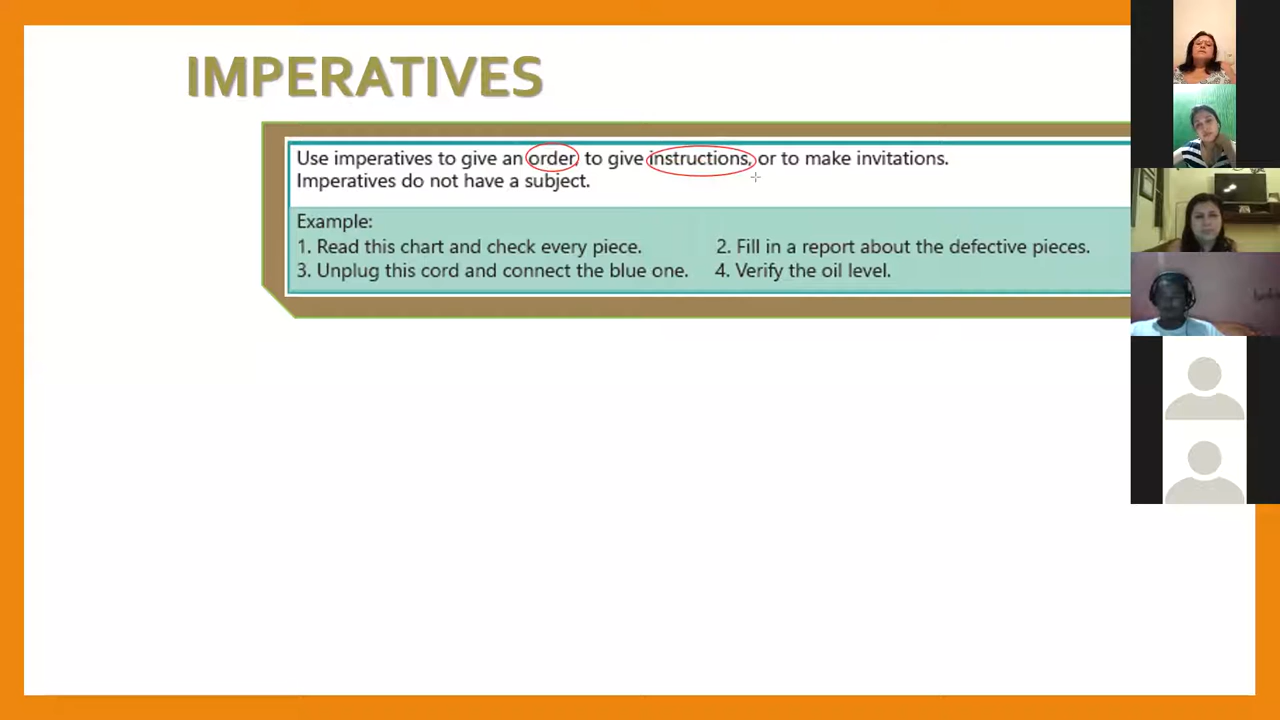 IMPERATIVES
Use imperatives to give an order, to give instructions, or to make invitations.
Imperatives do not have a subject.
Example:
1. Read this chart and check every piece. 2. Fill in a report about the defective pieces.
3. Unplug this cord and connect the blue one. 4. Verify the oil level.